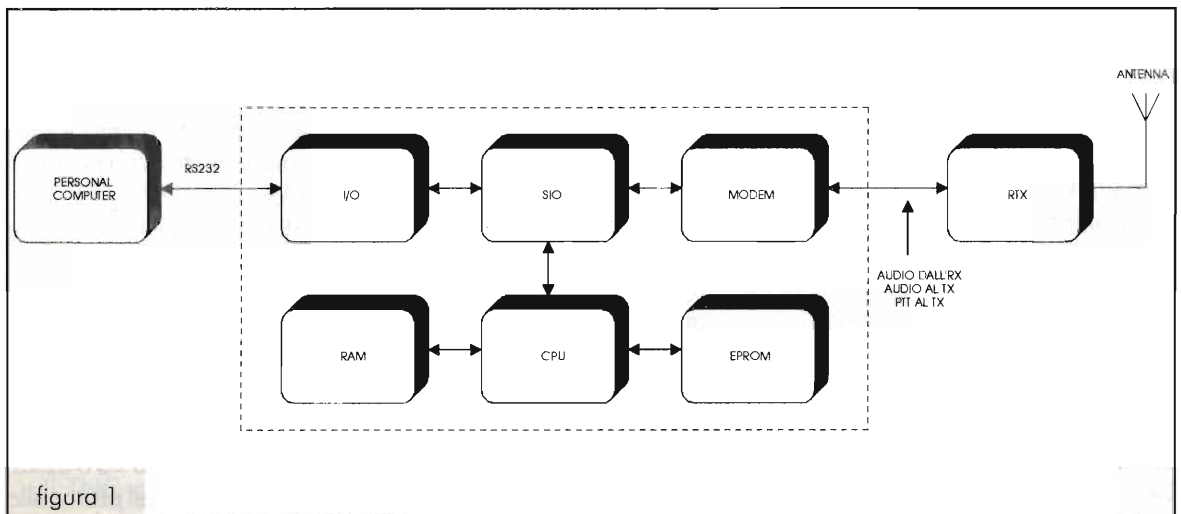 ANTENNA
PERSONAL
COMPUTER
RS232
I/O
SIO
MODEM
RTX
AUDIO DALL'RX
AUDIO AL TX
PTT AL TX
RAM
CPU
EPROM
figura 1